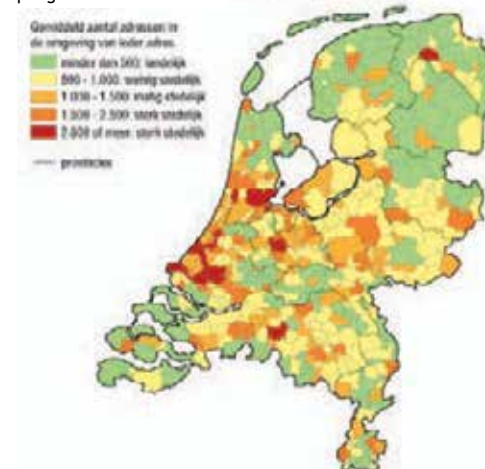 Gemiddeld aantal adressen in
de omgeving van ieder adres
minder dan 500: landelijk
500 - 1.000: weinig stedelijk
1.000 - 1.500: matig stedelijk
1.500 - 2.500: sterk stedelijk
2.500 of meer: sterk stedelijk
provincies